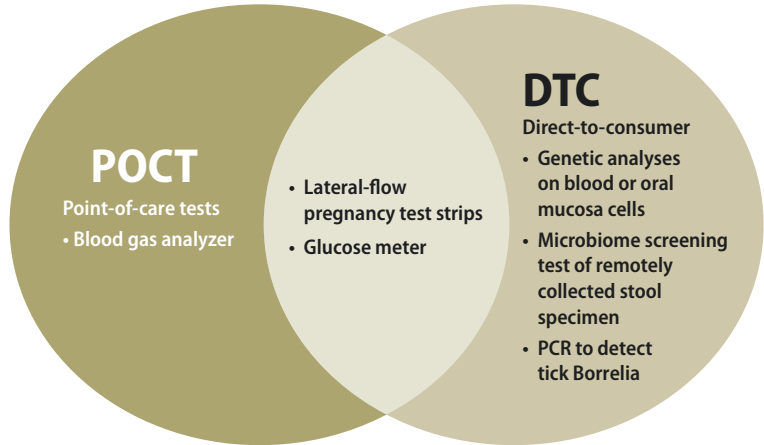 POCT
Point-of-care tests
• Blood gas analyzer
• Lateral-flow
pregnancy test strips
• Glucose meter
DTC
Direct-to-consumer
• Genetic analyses
on blood or oral
mucosa cells
• Microbiome screening
test of remotely
collected stool
specimen
• PCR to detect
tick Borrelia